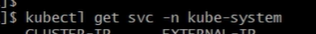 ]$
]$ kubectl get svc -n kube-system
CLUSTER-IP EXTERNAL-IP